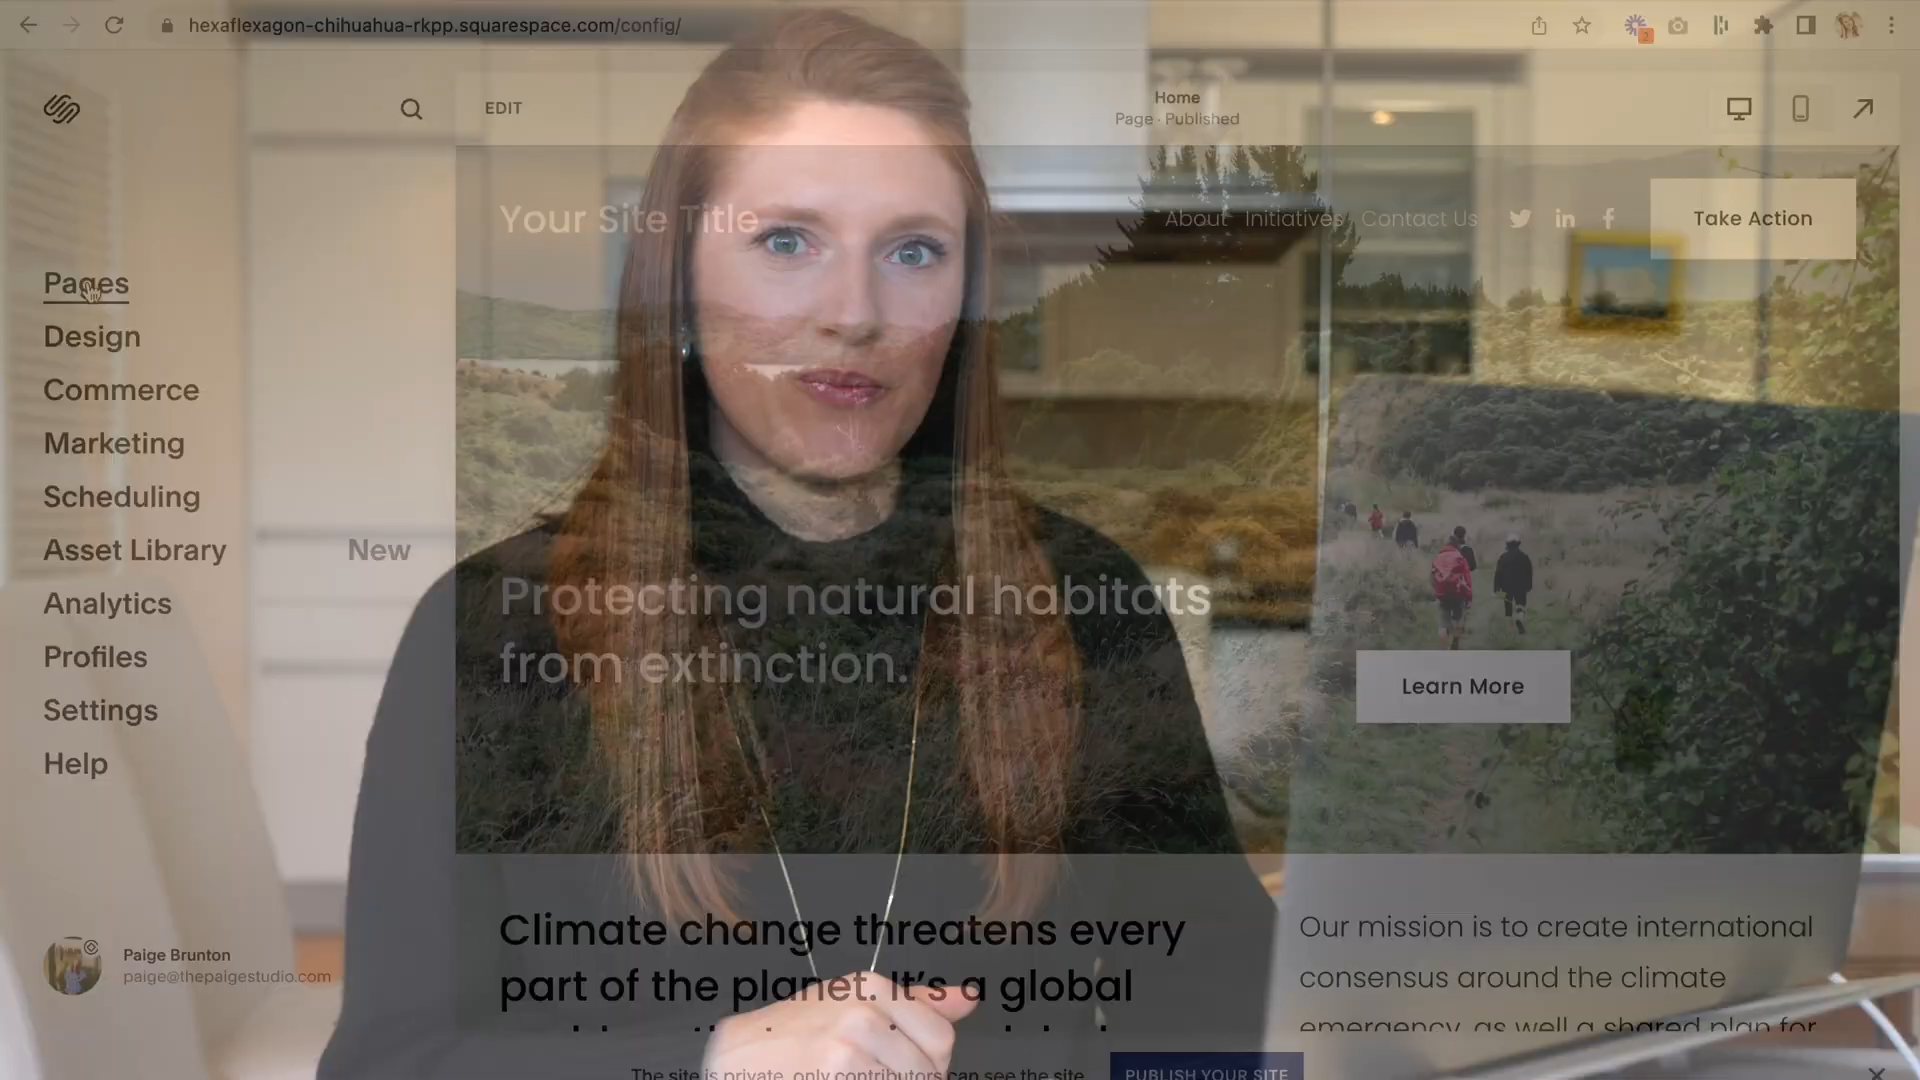 hexaflexagon-chihuahua-rkpp.squarespace.com/config/
2
EDIT
Home
Page · Published
Your Site Title
About Initiatives Contact Us
Take Action
Pages
Design
Commerce
Marketing
Scheduling
Asset Library New
Analytics
Profiles
Settings
Help
Protecting natural habitats
from extinction.
Learn More
Climate change threatens every
part of the planet. It’s a global
Our mission is to create international
consensus around the climate
emergency, as well a shared plan for
Paige Brunton
paige@thepaigestudio.com
The site is private, only contributors can see the site
PUBLISH YOUR SITE